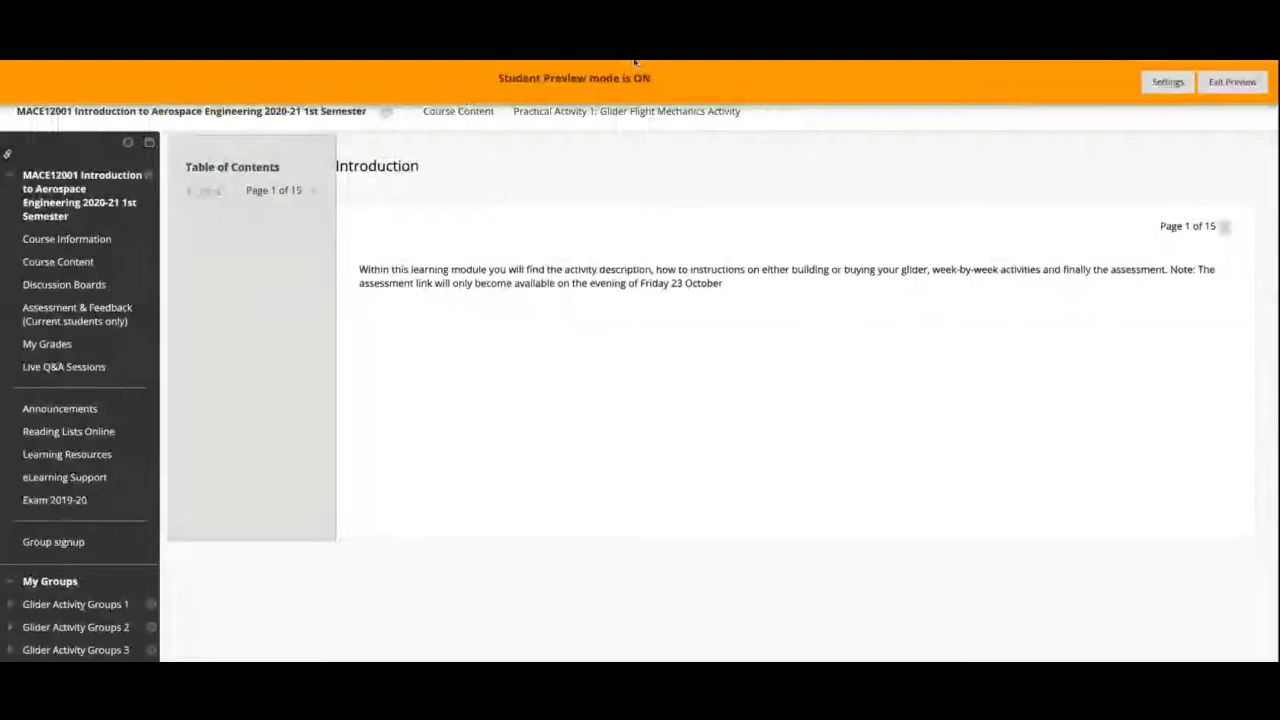 Student Preview mode is ON
Settings
Exit Preview
MACE12001 Introduction to Aerospace Engineering 2020-21 1st Semester
Course Content
Practical Activity 1: Glider Flight Mechanics Activity
MACE12001 Introduction
to Aerospace
Engineering 2020-21 1st
Semester
Course Information
Course Content
Discussion Boards
Assessment & Feedback
(Current students only)
My Grades
Live Q&A Sessions
Announcements
Reading Lists Online
Learning Resources
eLearning Support
Exam 2019-20
Group signup
My Groups
Glider Activity Groups 1
Glider Activity Groups 2
Glider Activity Groups 3
Table of Contents
Page 1 of 15
Introduction
Page 1 of 15
Within this learning module you will find the activity description, how to instructions on either building or buying your glider, week-by-week activities and finally the assessment. Note: The
assessment link will only become available on the evening of Friday 23 October